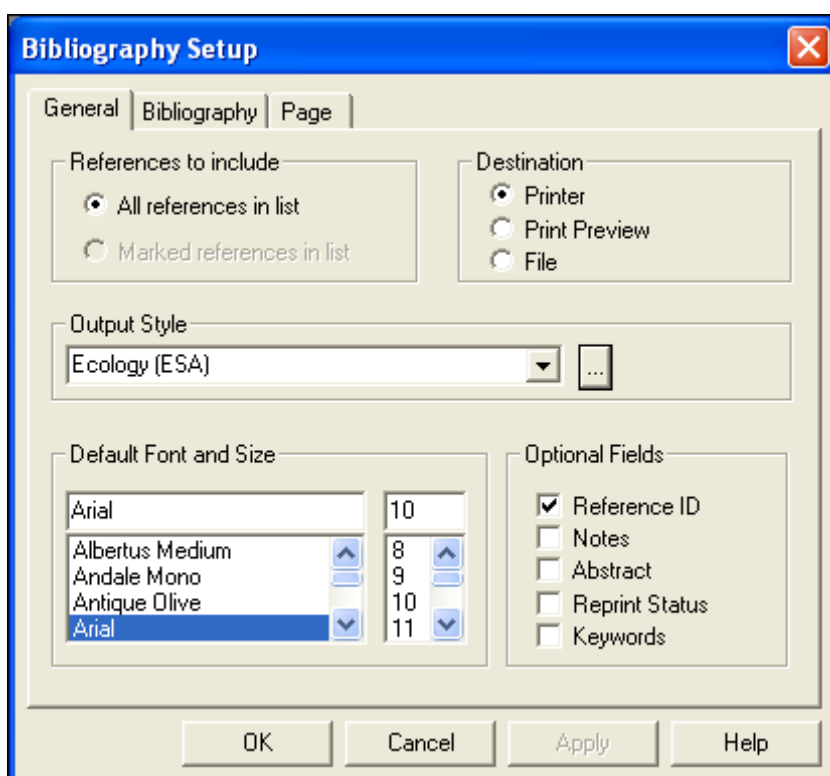 Bibliography Setup
General Bibliography Page
References to include
All references in list
Marked references in list
Destination
Printer
Print Preview
File
Output Style
Ecology (ESA)
...
Default Font and Size
Arial
10
Albertus Medium
Andale Mono
Antique Olive
Arial
8
9
10
11
Optional Fields
Reference ID
Notes
Abstract
Reprint Status
Keywords
OK Cancel Apply Help